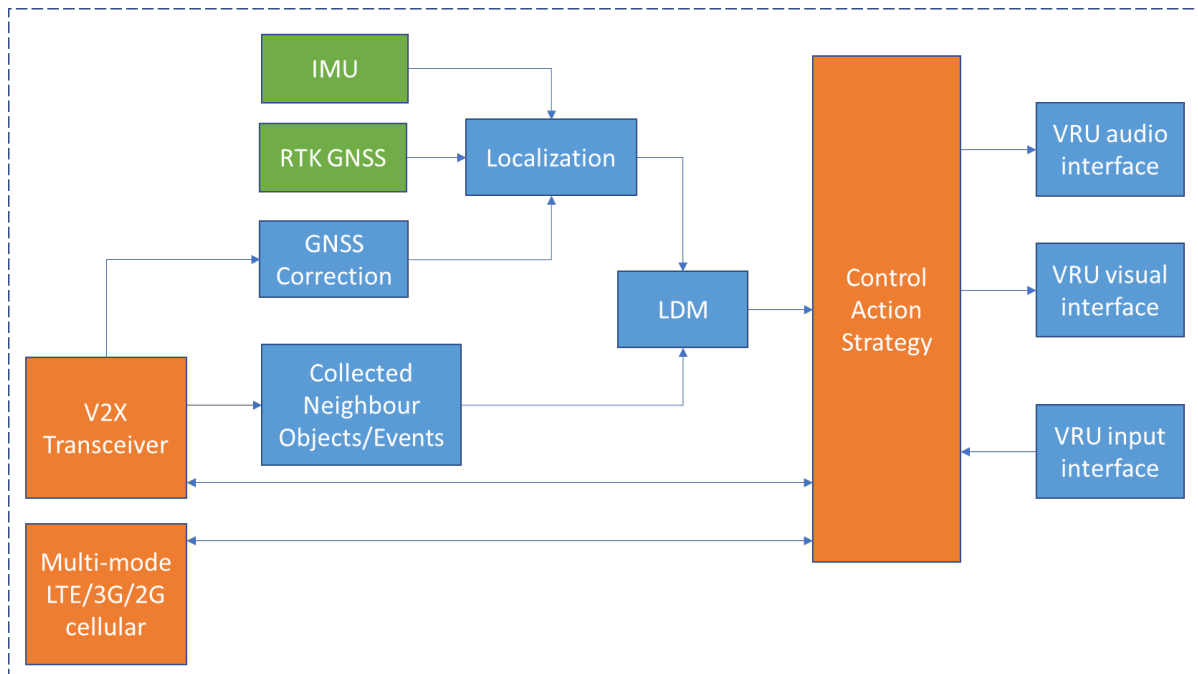 IMU
RTK GNSS
Localization
GNSS
Correction
LDM
Collected
Neighbour
Objects/Events
V2X
Transceiver
Multi-mode
LTE/3G/2G
cellular
Control
Action
Strategy
VRU audio
interface
VRU visual
interface
VRU input
interface